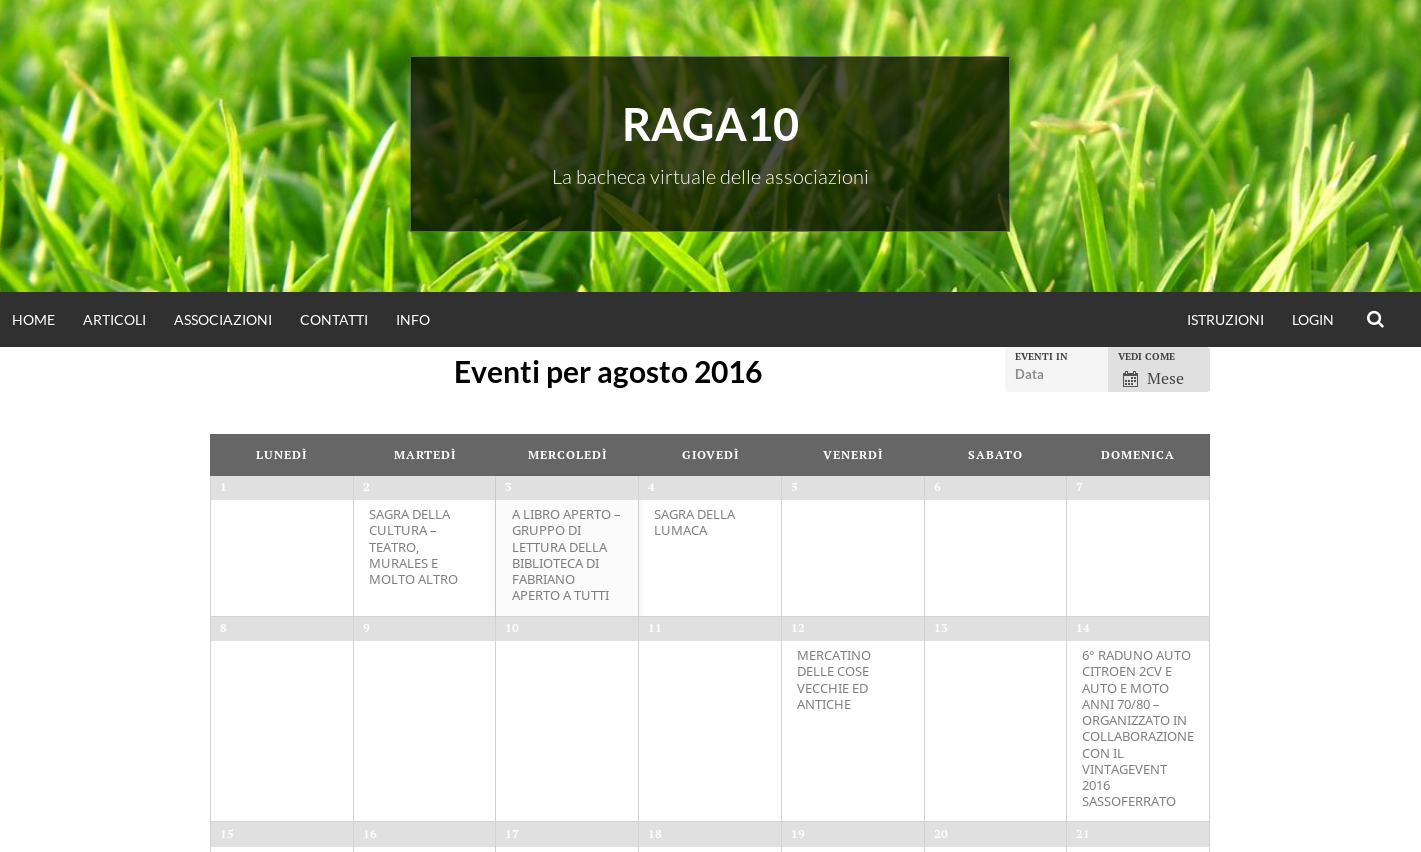 RAGA10
La bacheca virtuale delle associazioni
HOME ARTICOLI ASSOCIAZIONI CONTATTI INFO ISTRUZIONI LOGIN
Eventi per agosto 2016
EVENTI IN
Data
VEDI COME
Mese
LUNEDÌ MARTEDÌ MERCOLEDÌ GIOVEDÌ VENERDÌ SABATO DOMENICA
1 2 3 4 5 6 7
SAGRA DELLA
CULTURA –
TEATRO,
MURALES E
MOLTO ALTRO
A LIBRO APERTO –
GRUPPO DI
LETTURA DELLA
BIBLIOTECA DI
FABRIANO
APERTO A TUTTI
SAGRA DELLA
LUMACA
8 9 10 11 12 13 14
MERCATINO
DELLE COSE
VECCHIE ED
ANTICHE
6° RADUNO AUTO
CITROEN 2CV E
AUTO E MOTO
ANNI 70/80 –
ORGANIZZATO IN
COLLABORAZIONE
CON IL
VINTAGEVENT
2016
SASSOFERRATO
15 16 17 18 19 20 21